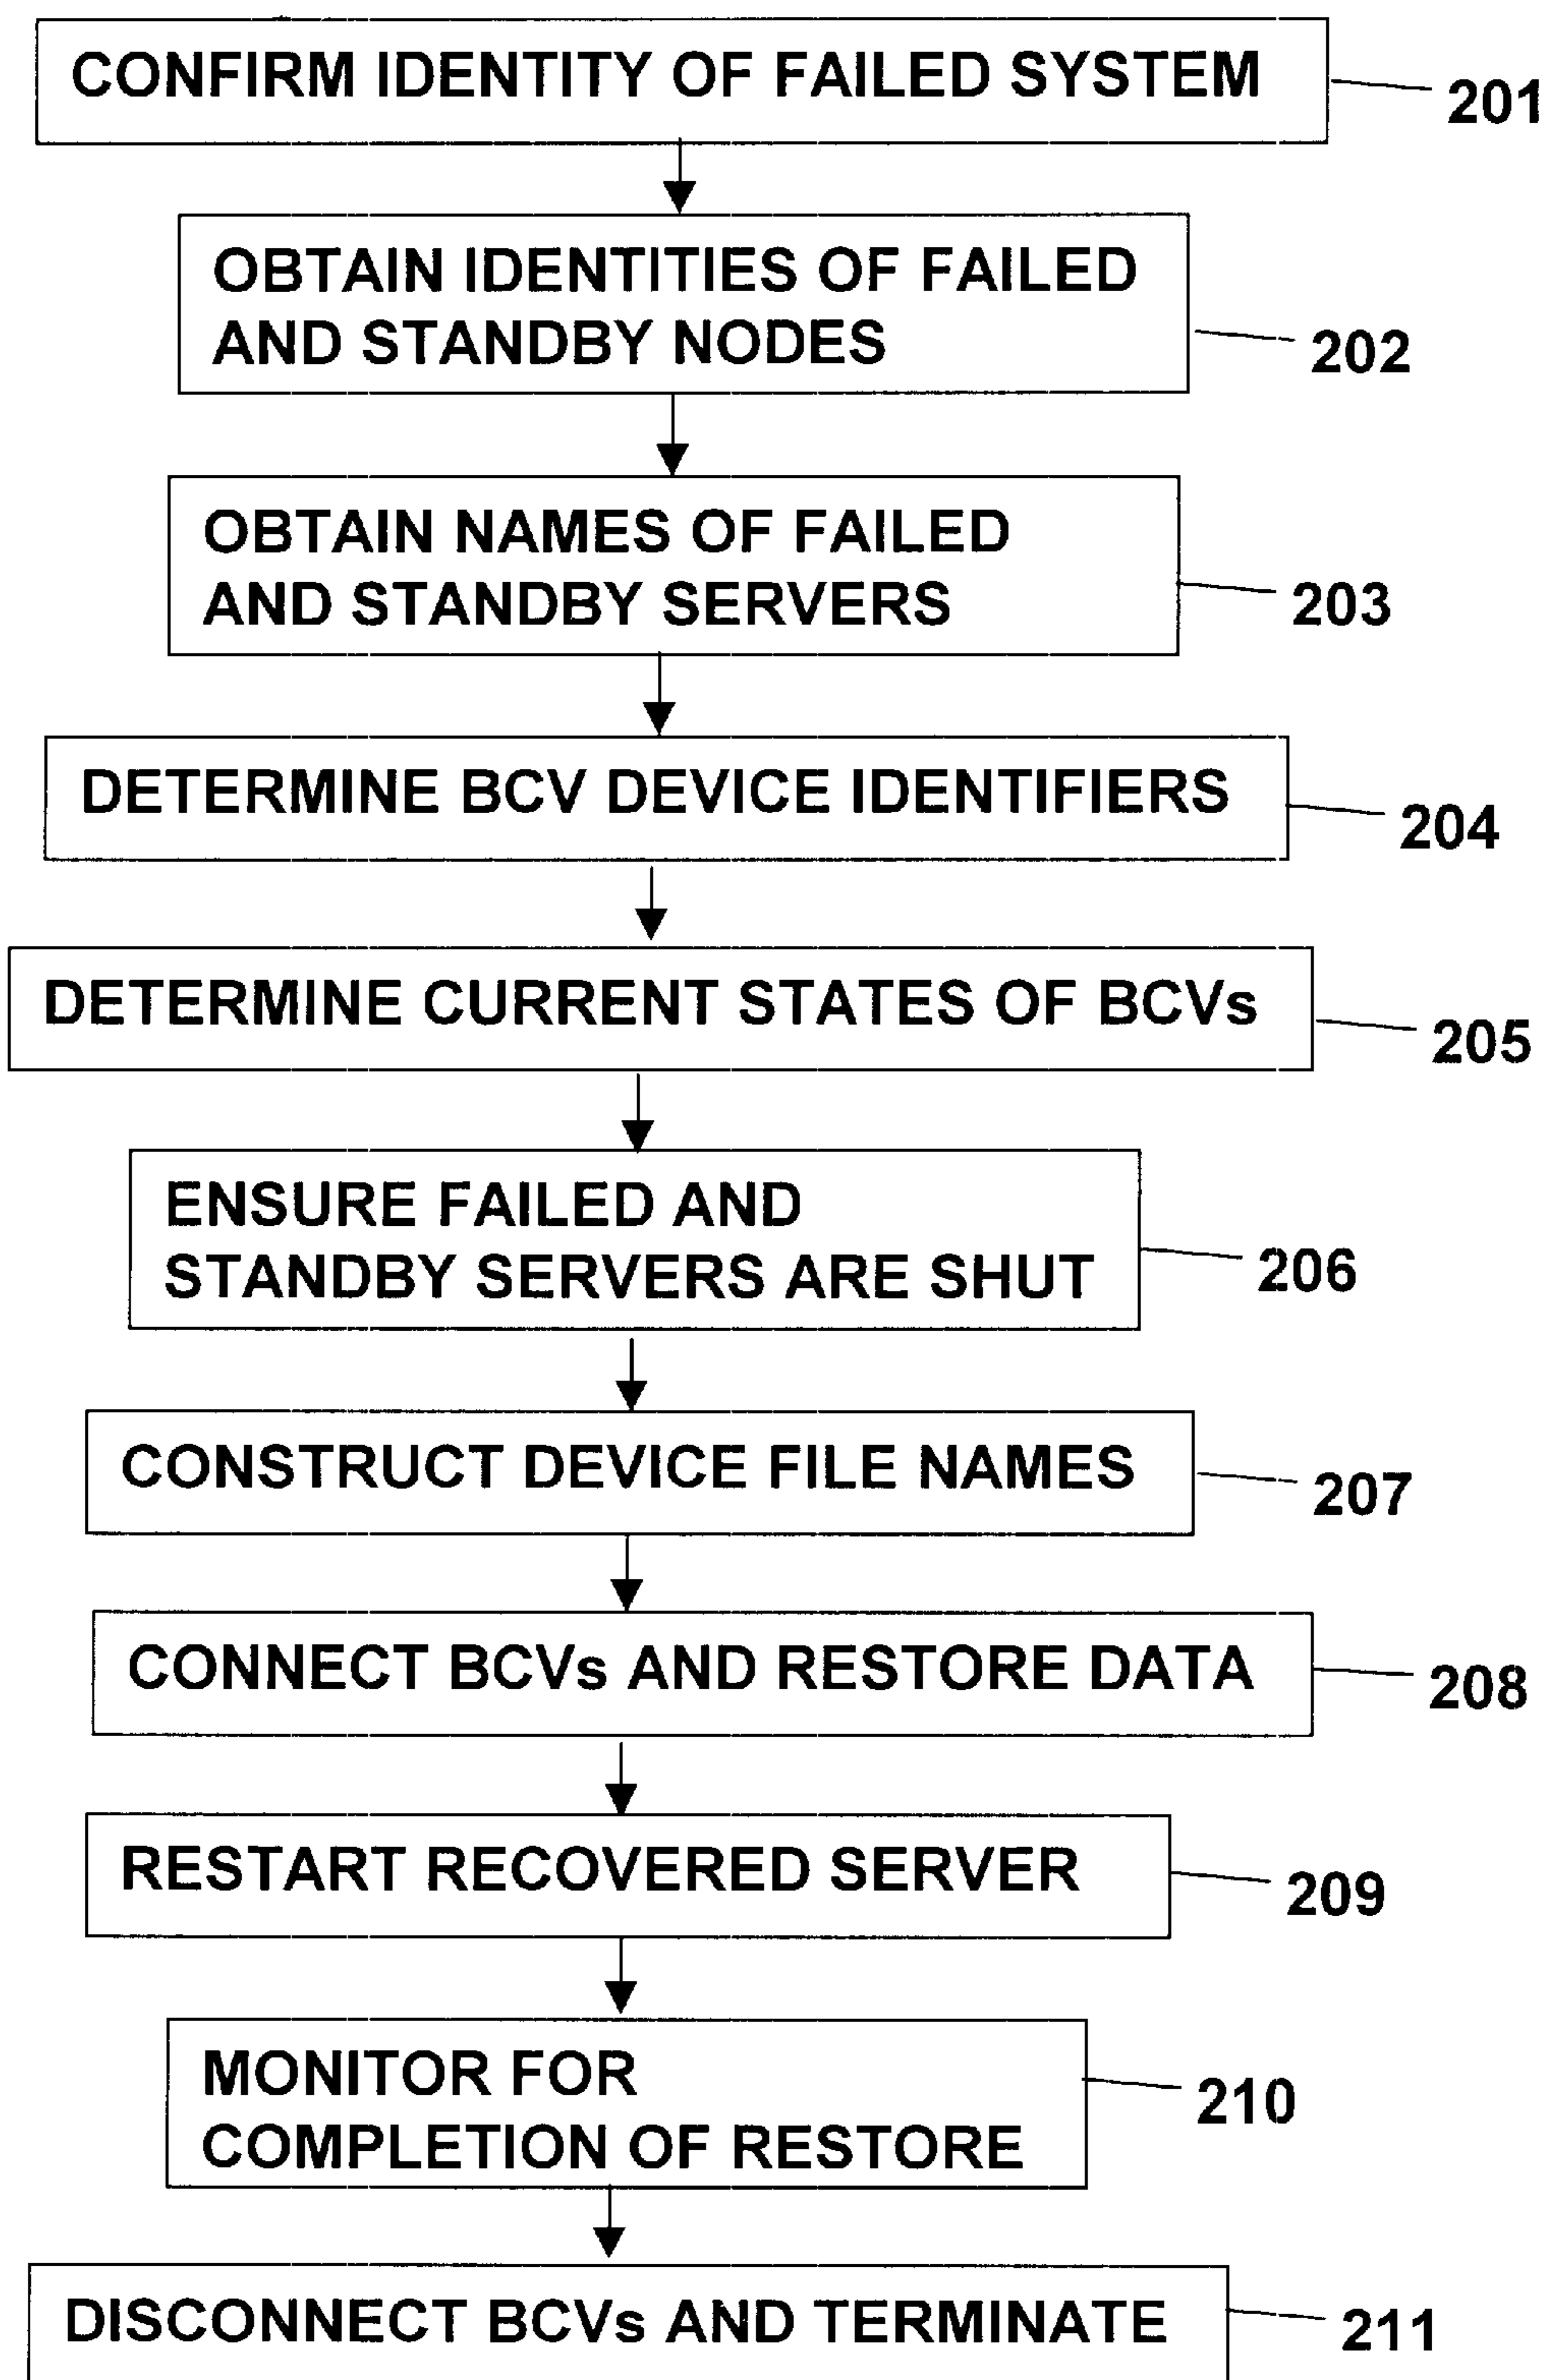 CONFIRM IDENTITY OF FAILED SYSTEM
201
OBTAIN IDENTITIES OF FAILED
AND STANDBY NODES
202
OBTAIN NAMES OF FAILED
AND STANDBY SERVERS
203
DETERMINE BCV DEVICE IDENTIFIERS
204
DETERMINE CURRENT STATES OF BCVs
205
ENSURE FAILED AND
STANDBY SERVERS ARE SHUT
206
CONSTRUCT DEVICE FILE NAMES
207
CONNECT BCVs AND RESTORE DATA
208
RESTART RECOVERED SERVER
209
MONITOR FOR
COMPLETION OF RESTORE
210
DISCONNECT BCVs AND TERMINATE
211